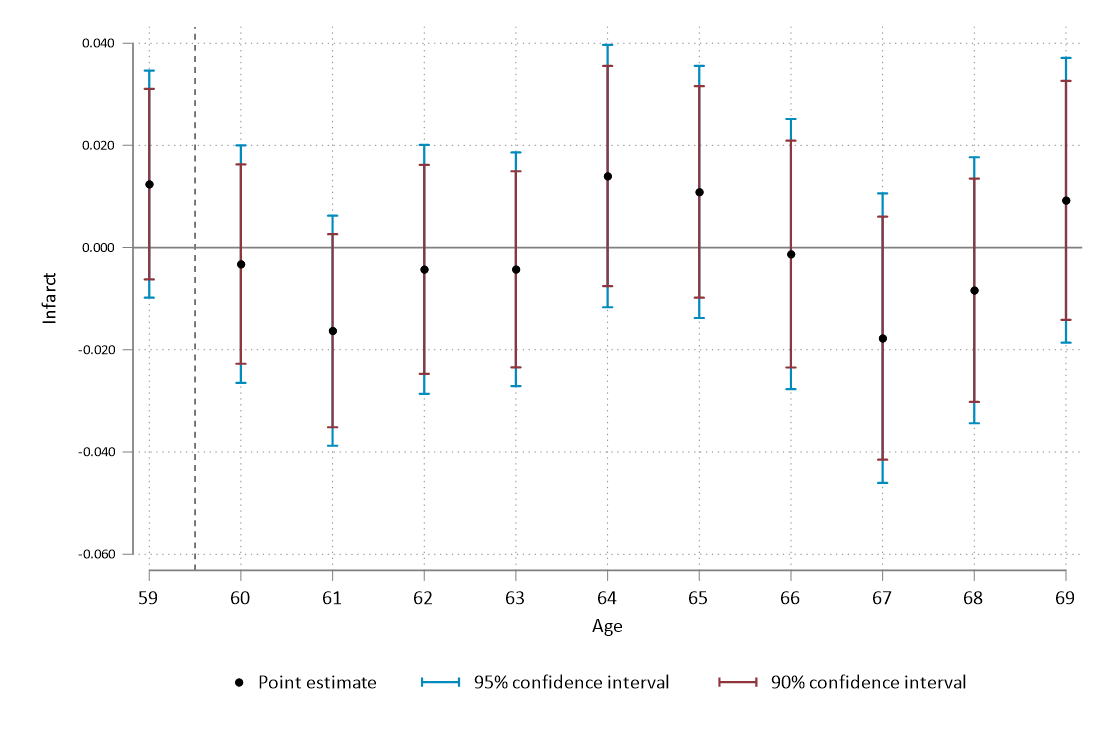 0.040
0.020
0.000
-0.020
-0.040
-0.060
Infarct
59 60 61 62 63 64 65 66 67 68 69
Age
Point estimate 95% confidence interval 90% confidence interval